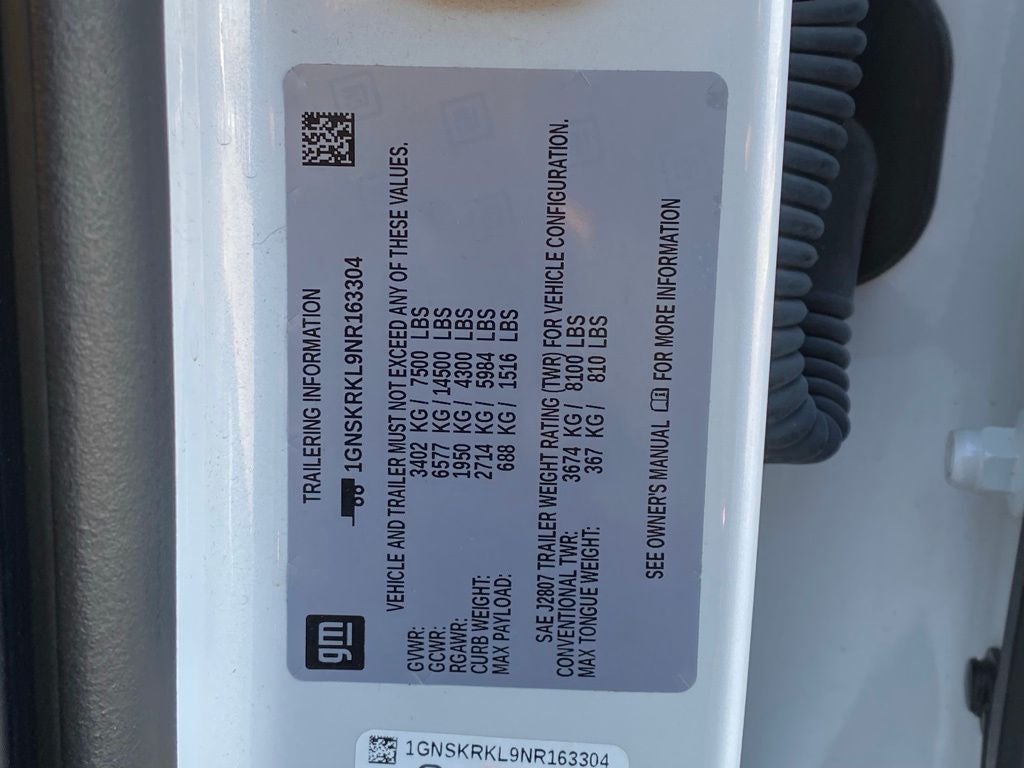 gm
TRAILERING INFORMATION
1GNSKRKL9NR163304
VEHICLE AND TRAILER MUST NOT EXCEED ANY OF THESE VALUES.
GVWR: 3402 KG/ 7500 LBS
GCWR: 6577 KG/14500 LBS
RGAWR: 1950 KG/ 4300 LBS
CURB WEIGHT: 2714 KG/ 5984 LBS
MAX PAYLOAD: 688 KG/ 1516 LBS
SAE J2807 TRAILER WEIGHT RATING (TWR) FOR VEHICLE CONFIGURATION.
CONVENTIONAL TWR: 3674 KG/ 8100 LBS
MAX TONGUE WEIGHT: 367 KG/ 810 LBS
SEE OWNER'S MANUAL FOR MORE INFORMATION
1GNSKRKL9NR163304